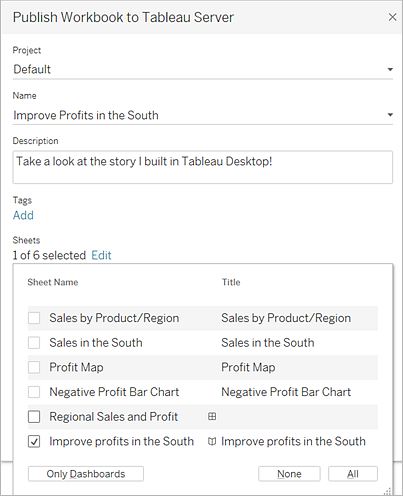 Publish Workbook to Tableau Server
Project
Default
Name
Improve Profits in the South
Description
Take a look at the story I built in Tableau Desktop!
Tags
Add
Sheets
1 of 6 selected Edit
Sheet Name Title
Sales by Product/Region Sales by Product/Region
Sales in the South Sales in the South
Profit Map Profit Map
Negative Profit Bar Chart Negative Profit Bar Chart
Regional Sales and Profit
Improve profits in the South Improve profits in the South
Only Dashboards None All